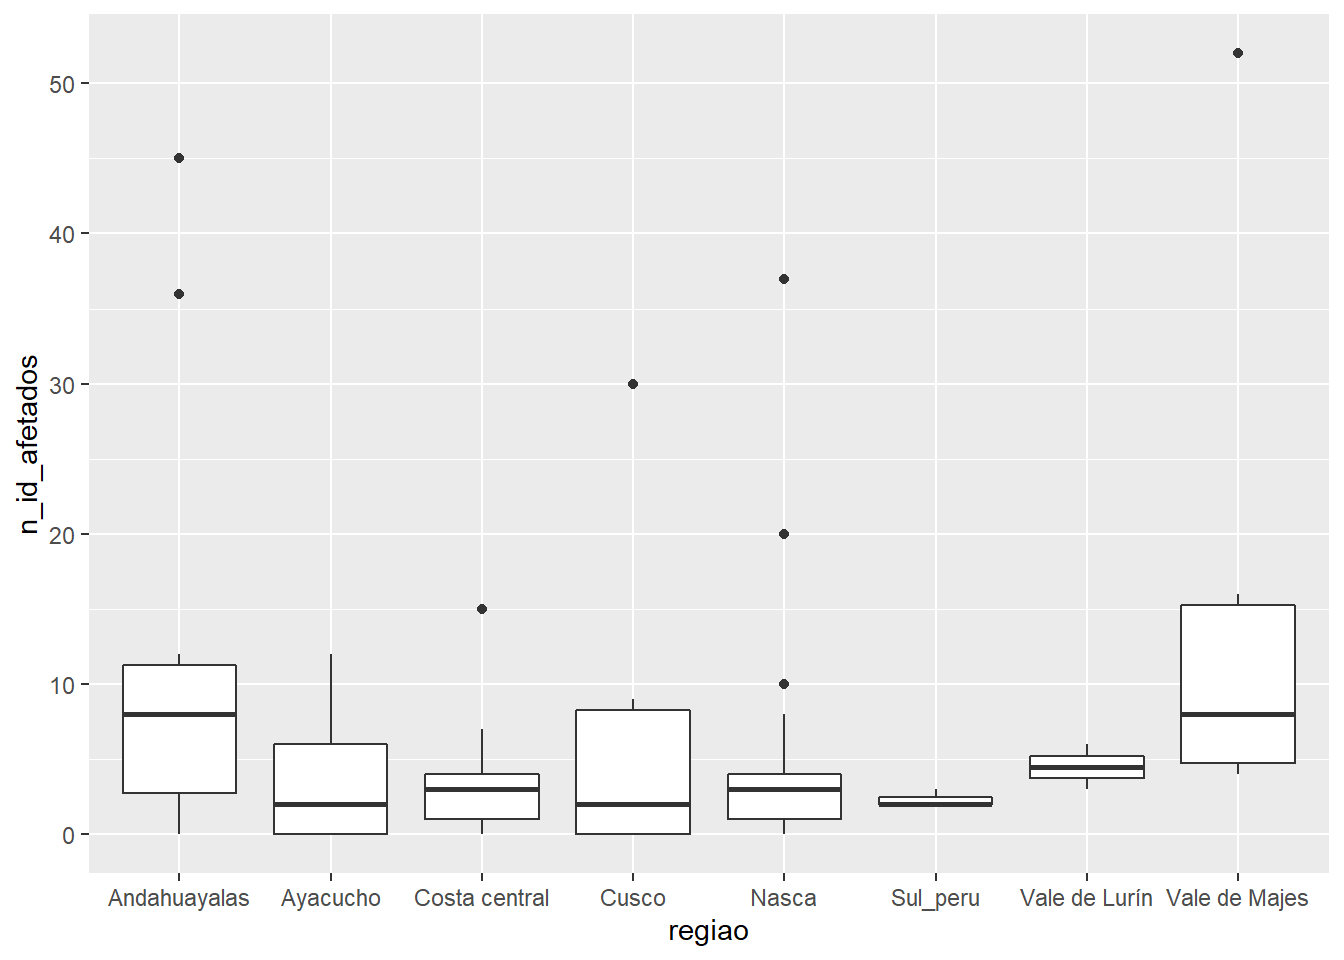 n_id_afetados
50
40
30
20
10
0
Andahuayalas Ayacucho Costa central Cusco Nasca Sul_peru Vale de Lurín Vale de Majes
regiao